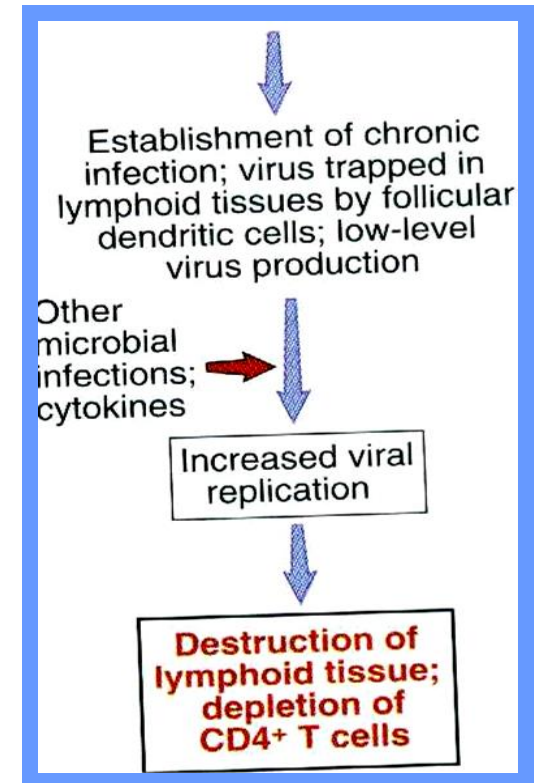 Establishment of chronic
infection; virus trapped in
lymphoid tissues by follicular
dendritic cells; low-level
virus production
Other
microbial
infections;
cytokines
Increased viral
replication
Destruction of
lymphoid tissue;
depletion of
CD4+ T cells